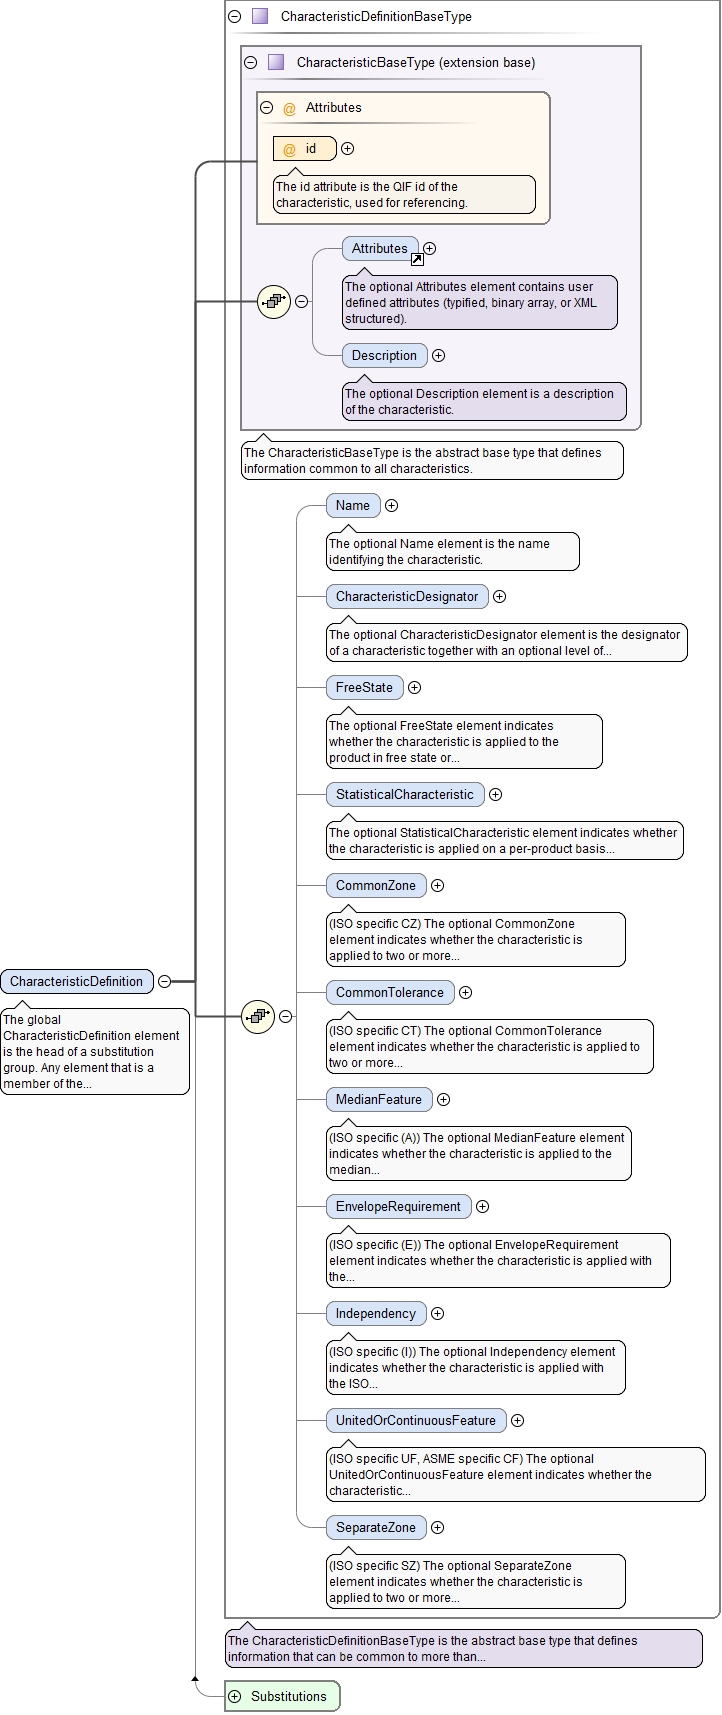 CharacteristicDefinitionBaseType
CharacteristicBaseType (extension base)
@ Attributes
@ id
The id attribute is the QIF id of the
characteristic, used for referencing.
Attributes
The optional Attributes element contains user
defined attributes (typified, binary array, or XML
structured).
Description
The optional Description element is a description
of the characteristic.
The CharacteristicBaseType is the abstract base type that defines
information common to all characteristics.
Name
The optional Name element is the name
identifying the characteristic.
CharacteristicDesignator
The optional CharacteristicDesignator element is the designator
of a characteristic together with an optional level of...
FreeState
The optional FreeState element indicates
whether the characteristic is applied to the
product in free state or...
StatisticalCharacteristic
The optional StatisticalCharacteristic element indicates whether
the characteristic is applied on a per-product basis...
CommonZone
(ISO specific CZ) The optional CommonZone
element indicates whether the characteristic is
applied to two or more...
CharacteristicDefinition
The global
CharacteristicDefinition element
is the head of a substitution
group. Any element that is a
member of the...
CommonTolerance
(ISO specific CT) The optional CommonTolerance
element indicates whether the characteristic is applied to
two or more...
MedianFeature
(ISO specific (A)) The optional MedianFeature element
indicates whether the characteristic is applied to the
median...
EnvelopeRequirement
(ISO specific (E)) The optional EnvelopeRequirement
element indicates whether the characteristic is applied with
the...
Independency
(ISO specific (I)) The optional Independency element
indicates whether the characteristic is applied with
the ISO...
UnitedOrContinuousFeature
(ISO specific UF, ASME specific CF) The optional
UnitedOrContinuousFeature element indicates whether the
characteristic...
SeparateZone
(ISO specific SZ) The optional SeparateZone
element indicates whether the characteristic is
applied to two or more...
The CharacteristicDefinitionBaseType is the abstract base type that defines
information that can be common to more than...
Substitutions